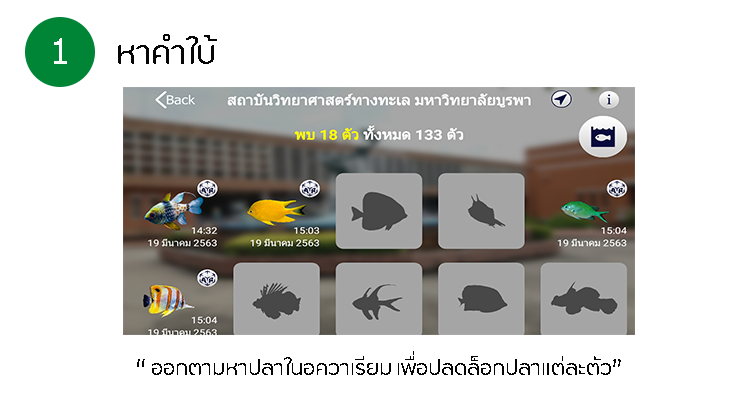 1 หาคำใบ้
Back สถาบันวิทยาศาสตร์ทางทะเล มหาวิทยาลัยบูรพา i
พบ 18 ตัว ทั้งหมด 133 ตัว
14:32 15:03 15:04
19 มีนาคม 2563 19 มีนาคม 2563 19 มีนาคม 2563
15:04
19 มีนาคม 2563
“ ออกตามหาปลาในอควาเรียม เพื่อปลดล็อกปลาแต่ละตัว”